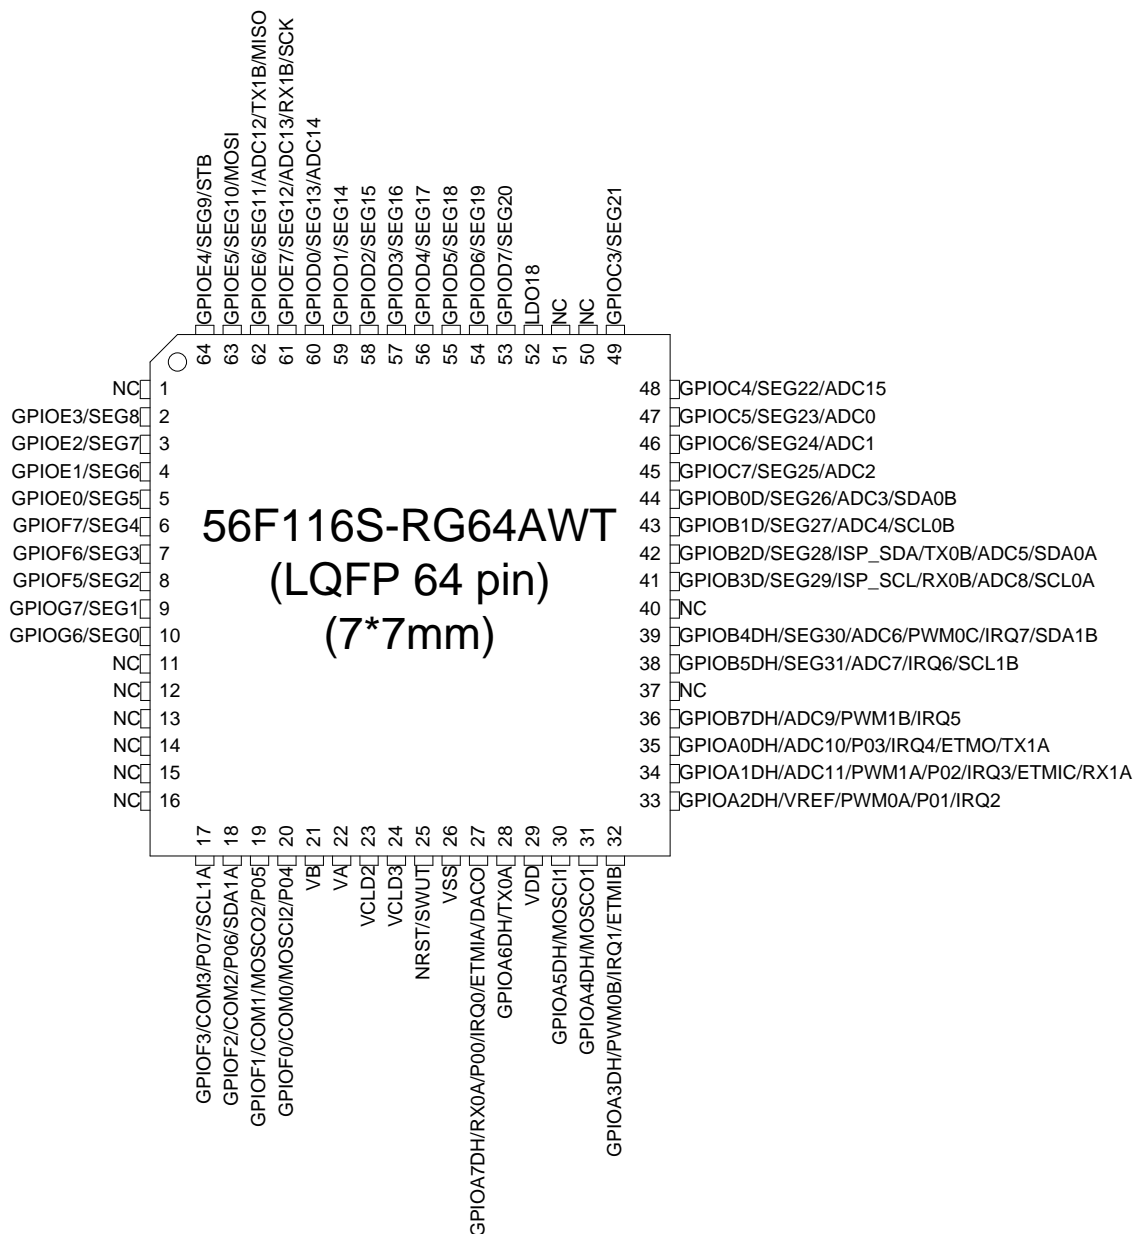 GPIOE4/SEG9/STB
GPIOE5/SEG10/MOSI
GPIOE6/SEG11/ADC12/TX1B/MISO
GPIOE7/SEG12/ADC13/RX1B/SCK
GPIOD0/SEG13/ADC14
GPIOD1/SEG14
GPIOD2/SEG15
GPIOD3/SEG16
GPIOD4/SEG17
GPIOD5/SEG18
GPIOD6/SEG19
GPIOD7/SEG20
LDO18
NC
NC
GPIOC3/SEG21
64
63
62
61
60
59
58
57
56
55
54
53
52
51
50
49
NC 1
GPIOE3/SEG8 2
GPIOE2/SEG7 3
GPIOE1/SEG6 4
GPIOE0/SEG5 5
GPIOF7/SEG4 6
GPIOF6/SEG3 7
GPIOF5/SEG2 8
GPIOG7/SEG1 9
GPIOG6/SEG0 10
NC 11
NC 12
NC 13
NC 14
NC 15
NC 16
56F116S-RG64AWT
(LQFP 64 pin)
(7*7mm)
48 GPIOC4/SEG22/ADC15
47 GPIOC5/SEG23/ADC0
46 GPIOC6/SEG24/ADC1
45 GPIOC7/SEG25/ADC2
44 GPIOB0D/SEG26/ADC3/SDA0B
43 GPIOB1D/SEG27/ADC4/SCL0B
42 GPIOB2D/SEG28/ISP_SDA/TX0B/ADC5/SDA0A
41 GPIOB3D/SEG29/ISP_SCL/RX0B/ADC8/SCL0A
40 NC
39 GPIOB4DH/SEG30/ADC6/PWM0C/IRQ7/SDA1B
38 GPIOB5DH/SEG31/ADC7/IRQ6/SCL1B
37 NC
36 GPIOB7DH/ADC9/PWM1B/IRQ5
35 GPIOA0DH/ADC10/P03/IRQ4/ETMO/TX1A
34 GPIOA1DH/ADC11/PWM1A/P02/IRQ3/ETMIC/RX1A
33 GPIOA2DH/VREF/PWM0A/P01/IRQ2
17
18
19
20
21
22
23
24
25
26
27
28
29
30
31
32
GPIOF3/COM3/P07/SCL1A
GPIOF2/COM2/P06/SDA1A
GPIOF1/COM1/MOSCO2/P05
GPIOF0/COM0/MOSCI2/P04
VB
VA
VCLD2
VCLD3
NRST/SWUT
VSS
GPIOA7DH/RX0A/P00/IRQ0/ETMIA/DACO
GPIOA6DH/TX0A
VDD
GPIOA5DH/MOSCI1
GPIOA4DH/MOSCO1
GPIOA3DH/PWM0B/IRQ1/ETMIB